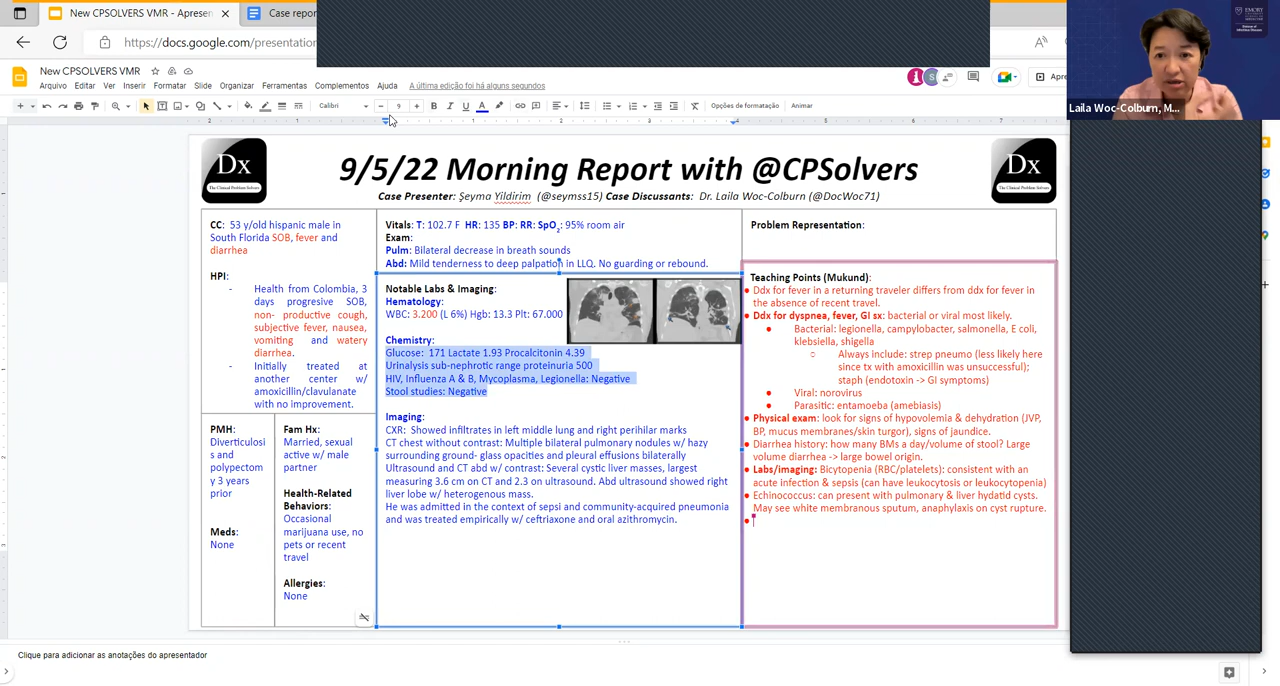 New CPSOLVERS VMR - Apresen
Case repor
https://docs.google.com/presentation
New CPSOLVERS VMR
Arquivo Editar Ver Inserir Formatar Slide Organizar Ferramentas Complementos Ajuda A última edição foi há alguns segundos
Apre
Calibri 9 Opções de formatação Animar
EMORY
Laila Woc-Colburn, M...
Dx
The Clinical Problem Solvers
9/5/22 Morning Report with @CPSolvers
Case Presenter: Şeyma Yildirim (@seymss15) Case Discussants: Dr. Laila Woc-Colburn (@DocWoc71)
Dx
The Clinical Problem Solvers
CC: 53 y/old hispanic male in
South Florida SOB, fever and
diarrhea
HPI:
- Health from Colombia, 3
days progresive SOB,
non- productive cough,
subjective fever, nausea,
vomiting and watery
diarrhea.
- Initially treated at
another center w/
amoxicillin/clavulanate
with no improvement.
PMH:
Diverticulosi
s and
polypectom
y 3 years
prior
Meds:
None
Fam Hx:
Married, sexual
active w/ male
partner
Health-Related
Behaviors:
Occasional
marijuana use, no
pets or recent
travel
Allergies:
None
Vitals: T: 102.7 F HR: 135 BP: RR: SpO2: 95% room air
Exam:
Pulm: Bilateral decrease in breath sounds
Abd: Mild tenderness to deep palpation in LLQ. No guarding or rebound.
Notable Labs & Imaging:
Hematology:
WBC: 3.200 (L 6%) Hgb: 13.3 Plt: 67.000
Chemistry:
Glucose: 171 Lactate 1.93 Procalcitonin 4.39
Urinalysis sub-nephrotic range proteinuria 500
HIV, Influenza A & B, Mycoplasma, Legionella: Negative
Stool studies: Negative
Imaging:
CXR: Showed infiltrates in left middle lung and right perihilar marks
CT chest without contrast: Multiple bilateral pulmonary nodules w/ hazy
surrounding ground- glass opacities and pleural effusions bilaterally
Ultrasound and CT abd w/ contrast: Several cystic liver masses, largest
measuring 3.6 cm on CT and 2.3 on ultrasound. Abd ultrasound showed right
liver lobe w/ heterogenous mass.
He was admitted in the context of sepsi and community-acquired pneumonia
and was treated empirically w/ ceftriaxone and oral azithromycin.
Problem Representation:
Teaching Points (Mukund):
● Ddx for fever in a returning traveler differs from ddx for fever in
the absence of recent travel.
● Ddx for dyspnea, fever, GI sx: bacterial or viral most likely.
● Bacterial: legionella, campylobacter, salmonella, E coli,
klebsiella, shigella
○ Always include: strep pneumo (less likely here
since tx with amoxicillin was unsuccessful);
staph (endotoxin -> GI symptoms)
● Viral: norovirus
● Parasitic: entamoeba (amebiasis)
● Physical exam: look for signs of hypovolemia & dehydration (JVP,
BP, mucus membranes/skin turgor), signs of jaundice.
● Diarrhea history: how many BMs a day/volume of stool? Large
volume diarrhea -> large bowel origin.
● Labs/imaging: Bicytopenia (RBC/platelets): consistent with an
acute infection & sepsis (can have leukocytosis or leukocytopenia)
● Echinococcus: can present with pulmonary & liver hydatid cysts.
May see white membranous sputum, anaphylaxis on cyst rupture.
Clique para adicionar as anotações do apresentador